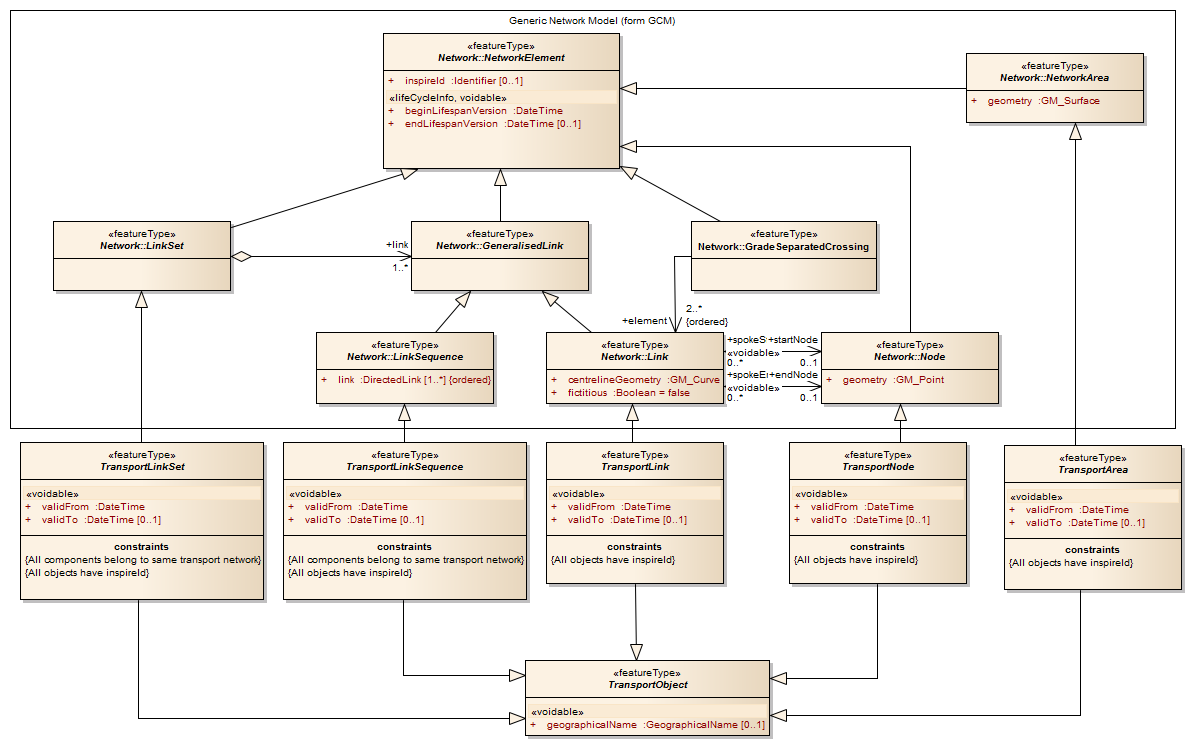 Generic Network Model (form GCM)
«featureType»
Network::NetworkElement
+ inspireId :Identifier [0..1]
«lifeCycleInfo, voidable»
+ beginLifespanVersion :DateTime
+ endLifespanVersion :DateTime [0..1]
«featureType»
Network::NetworkArea
+ geometry :GM_Surface
«featureType»
Network::LinkSet
+link
1..*
«featureType»
Network::GeneralisedLink
«featureType»
Network::GradeSeparatedCrossing
+element
2..*
{ordered}
«featureType»
Network::LinkSequence
+ link :DirectedLink [1..*] {ordered}
«featureType»
Network::Link
+ centrelineGeometry :GM_Curve
+ fictitious :Boolean = false
+spokeS +startNode
«voidable»
0..* 0..1
+spokeE +endNode
«voidable»
0..* 0..1
«featureType»
Network::Node
+ geometry :GM_Point
«featureType»
TransportLinkSet
«voidable»
+ validFrom :DateTime
+ validTo :DateTime [0..1]
constraints
{All components belong to same transport network}
{All objects have inspireId}
«featureType»
TransportLinkSequence
«voidable»
+ validFrom :DateTime
+ validTo :DateTime [0..1]
constraints
{All components belong to same transport network}
{All objects have inspireId}
«featureType»
TransportLink
«voidable»
+ validFrom :DateTime
+ validTo :DateTime [0..1]
constraints
{All objects have inspireId}
«featureType»
TransportNode
«voidable»
+ validFrom :DateTime
+ validTo :DateTime [0..1]
constraints
{All objects have inspireId}
«featureType»
TransportArea
«voidable»
+ validFrom :DateTime
+ validTo :DateTime [0..1]
constraints
{All objects have inspireId}
«featureType»
TransportObject
«voidable»
+ geographicalName :GeographicalName [0..1]